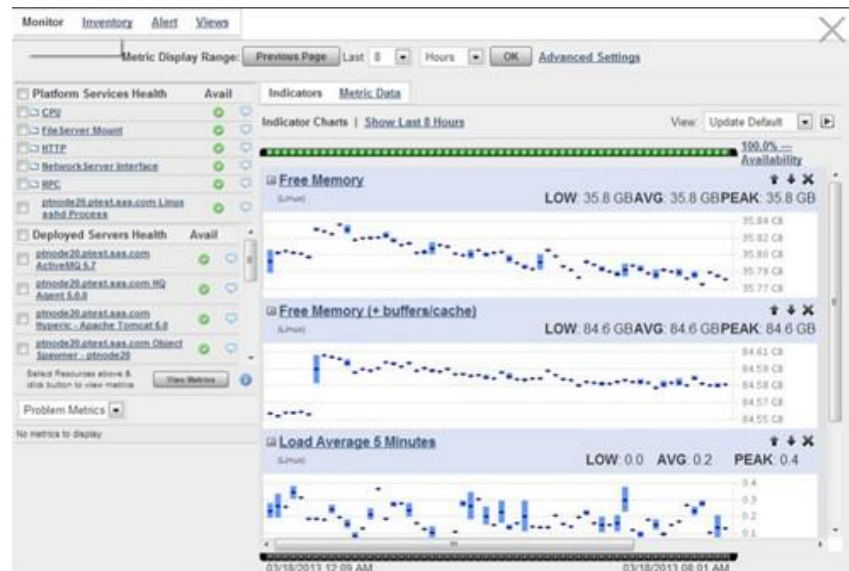 Monitor Inventory Alert Views
Metric Display Range: Previous Page Last 8 Hours OK Advanced Settings
Platform Services Health Avail
CPU
FileServer Mount
HTTP
NetworkServer Interface
RPC
ptnode20.ptest.sas.com Linux
sshd Process
Deployed Servers Health Avail
ptnode20.ptest.sas.com
ActiveMQ 5.7
ptnode20.ptest.sas.com HQ
Agent 5.0.0
ptnode20.ptest.sas.com
Hyperic - Apache Tomcat 6.0
ptnode20.ptest.sas.com Object
Spawner - ptnode20
Select Resources above &
click button to view metrics
View Metrics
Problem Metrics
No metrics to display
Indicators Metric Data
Indicator Charts | Show Last 8 Hours
View: Update Default
100.0% ---
Availability
Free Memory
(Linux)
LOW: 35.8 GB AVG: 35.8 GB PEAK: 35.8 GB
35.84 GB
35.82 GB
35.80 GB
35.79 GB
35.77 GB
Free Memory (+ buffers/cache)
(Linux)
LOW: 84.6 GB AVG: 84.6 GB PEAK: 84.6 GB
84.61 GB
84.59 GB
84.58 GB
84.57 GB
84.55 GB
Load Average 5 Minutes
(Linux)
LOW: 0.0 AVG: 0.2 PEAK: 0.4
0.4
0.3
0.2
0.1
03/18/2013 12:09 AM 03/18/2013 08:01 AM